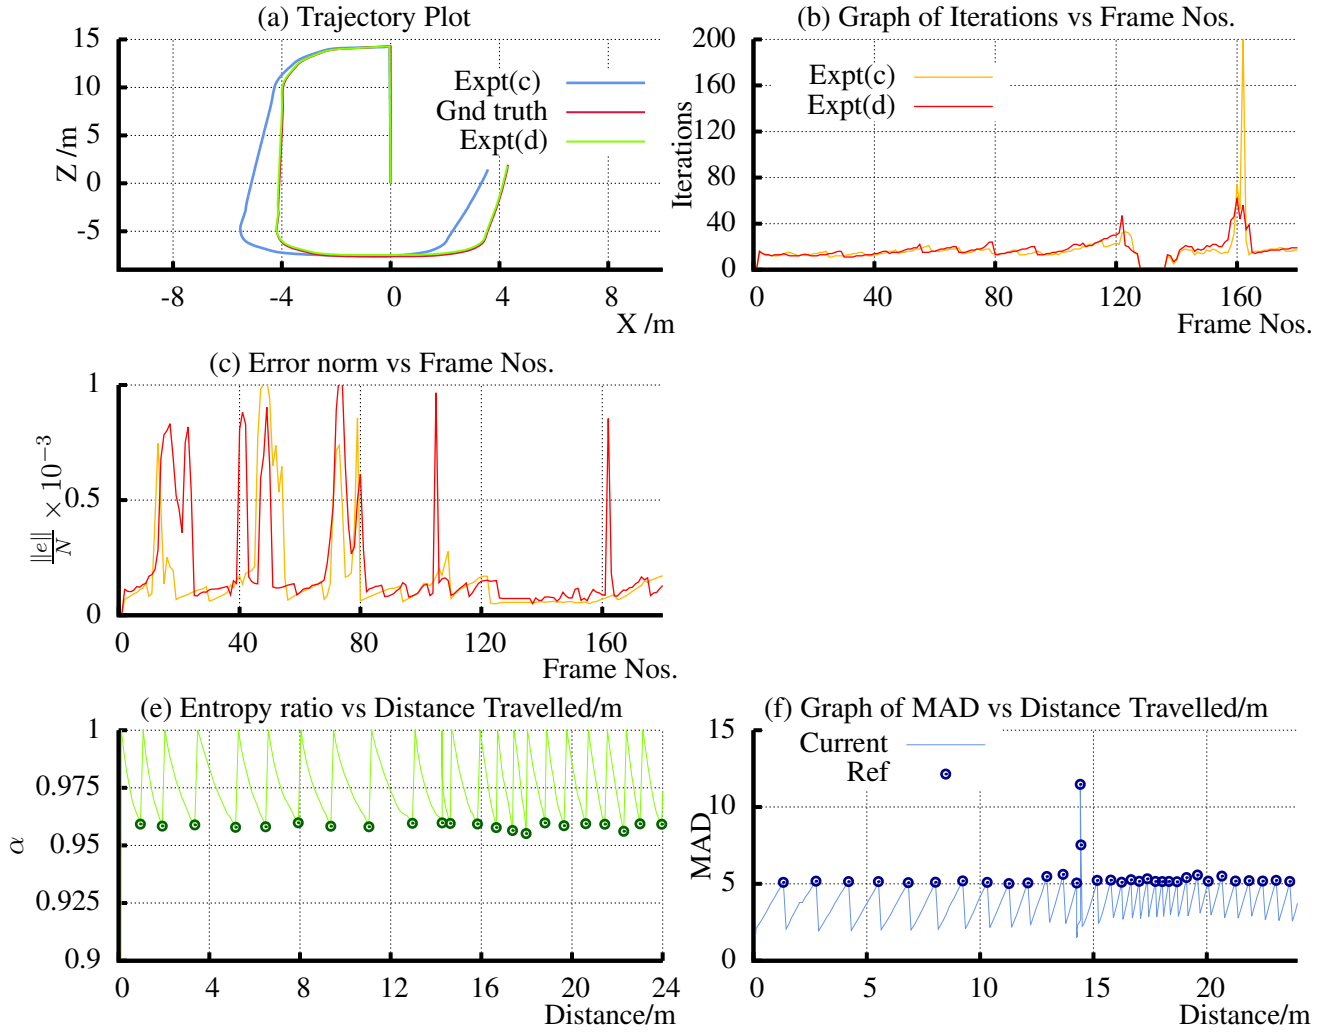 (a) Trajectory Plot
Z /m
15
10
5
0
-5
-8
-4
0
4
8
X /m
Expt(c)
Gnd truth
Expt(d)
(b) Graph of Iterations vs Frame Nos.
Iterations
200
160
120
80
40
0
0
40
80
120
160
Frame Nos.
Expt(c)
Expt(d)
(c) Error norm vs Frame Nos.
||e||/N × 10⁻³
1
0.5
0
0
40
80
120
160
Frame Nos.
(e) Entropy ratio vs Distance Travelled/m
α
1
0.975
0.95
0.925
0.9
0
4
8
12
16
20
24
Distance/m
(f) Graph of MAD vs Distance Travelled/m
MAD
15
10
5
0
0
5
10
15
20
Distance/m
Current
Ref